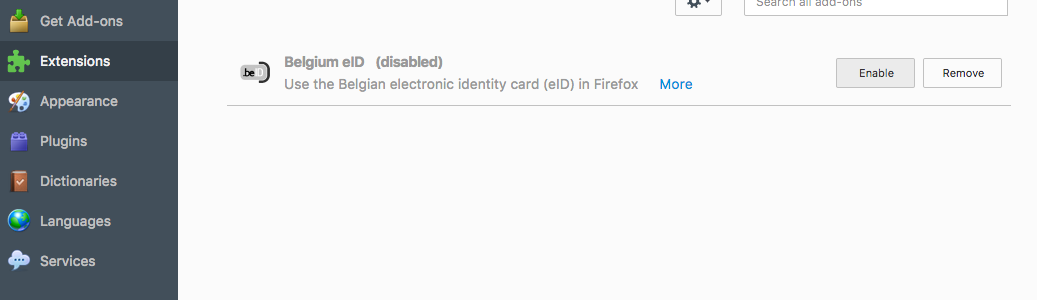 Get Add-ons
Search all add-ons
Extensions
Appearance
Plugins
Dictionaries
Languages
Services
.be
Belgium eID (disabled)
Use the Belgian electronic identity card (eID) in Firefox More
Enable
Remove